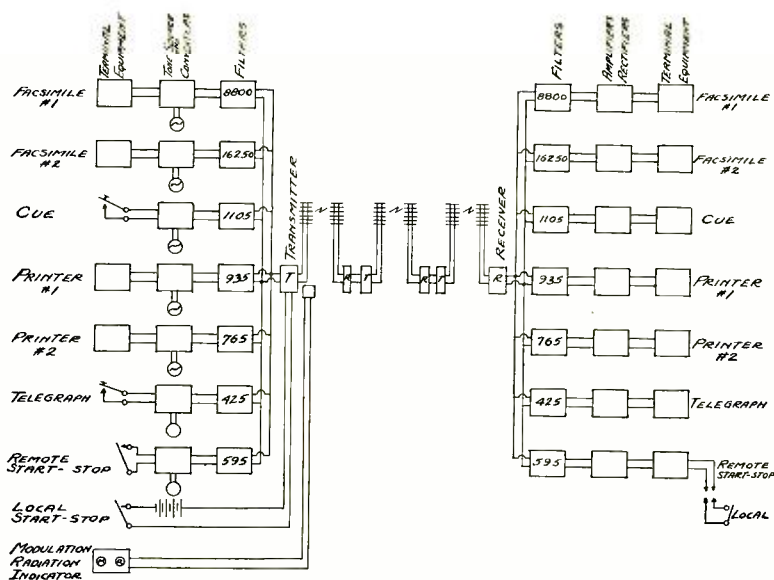 TERMINAL
EQUIPMENT
TONE SOURCE
AND
CONVERTERS
FILTERS
FACSIMILE
#1
8800
FACSIMILE
#2
16250
CUE
1105
PRINTER
#1
935
PRINTER
#2
765
TELEGRAPH
425
REMOTE
START-STOP
595
LOCAL
START-STOP
MODULATION
RADIATION
INDICATOR
M R
TRANSMITTER
T
R T
R T
RECEIVER
R
FILTERS
AMPLIFIERS
RECTIFIERS
TERMINAL
EQUIPMENT
8800
FACSIMILE
#1
16250
FACSIMILE
#2
1105
CUE
935
PRINTER
#1
765
PRINTER
#2
425
TELEGRAPH
595
REMOTE
START-STOP
LOCAL